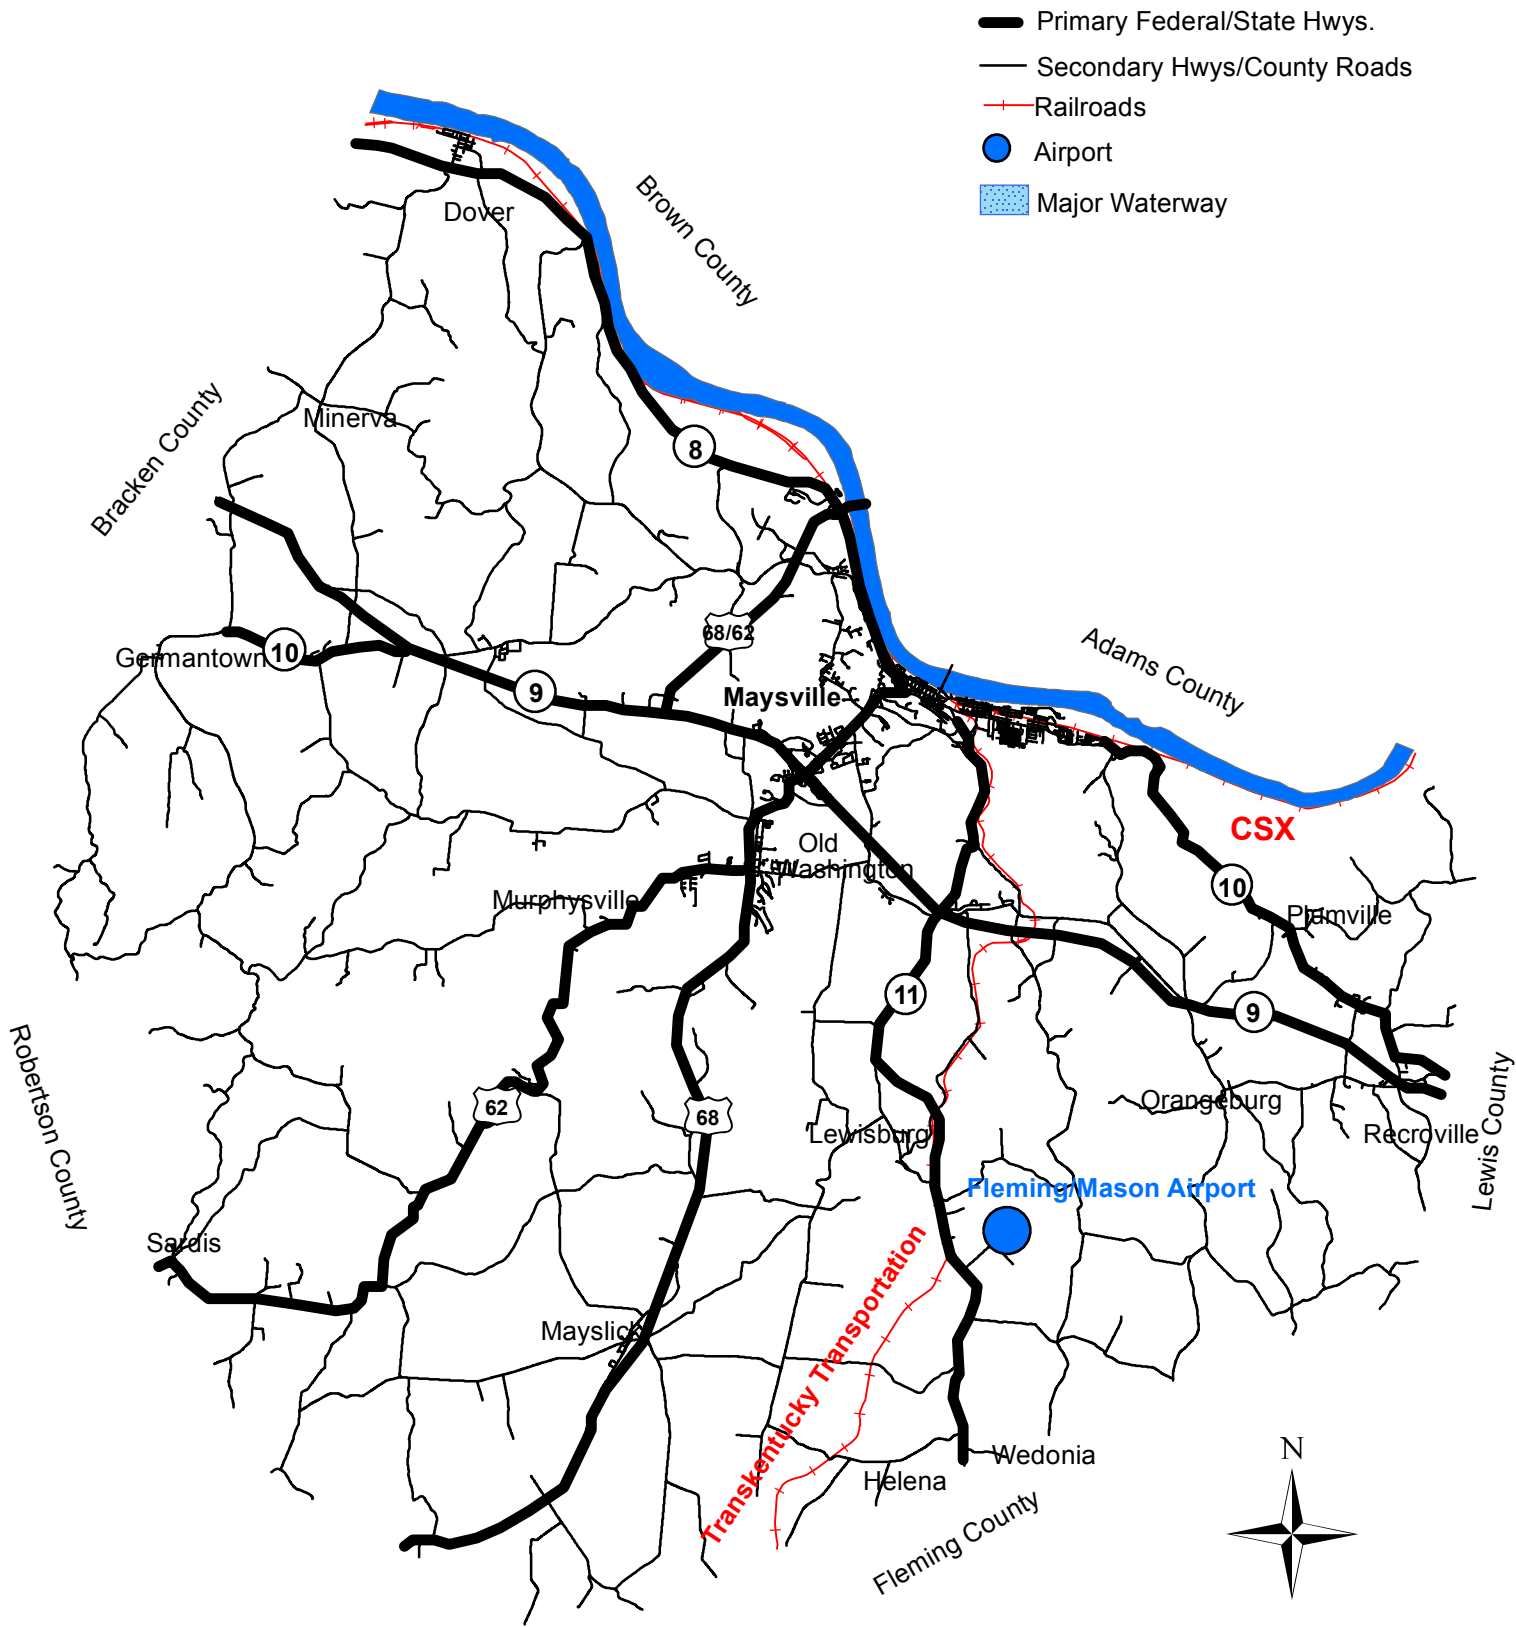 Primary Federal/State Hwys.
Secondary Hwys/County Roads
Railroads
Airport
Major Waterway
Dover
Brown County
Minerva
Bracken County
8
68/62
Adams County
Germantown
10
9
Maysville
CSX
Old
Washington
10
Murphysville
Plumville
11
9
Robertson County
62
68
Orangeburg
Lewisburg
Recroville
Lewis County
Fleming/Mason Airport
Sardis
Mayslick
Transkentucky Transportation
Wedonia
Helena
Fleming County
N